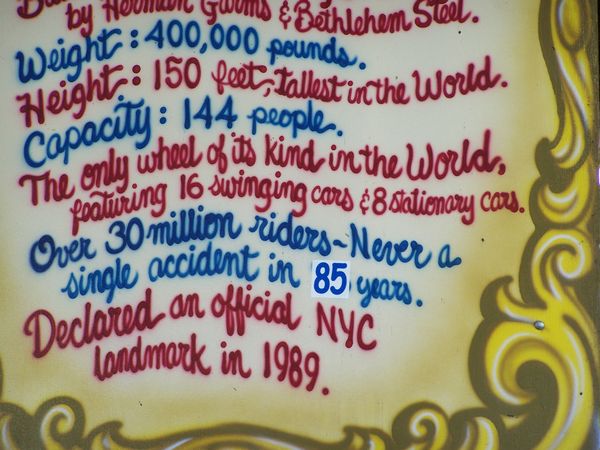 by Herman Garms & Bethlehem Steel.
Weight: 400,000 pounds.
Height: 150 feet, tallest in the World.
Capacity: 144 people.
The only wheel of its kind in the World,
featuring 16 swinging cars & 8 stationary cars.
Over 30 million riders~Never a
single accident in 85 years.
Declared an official NYC
landmark in 1989.